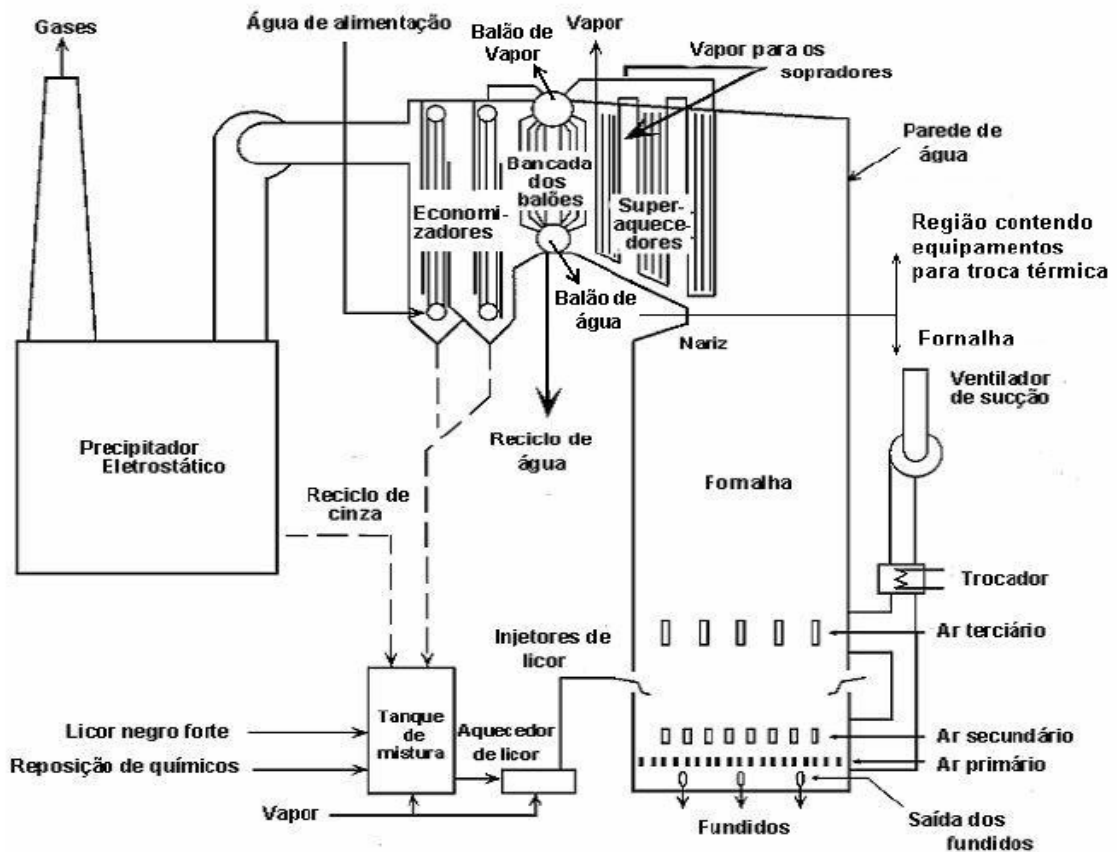 Gases
Água de alimentação
Balão de
Vapor
Vapor
Vapor para os
sopradores
Parede de
água
Bancada
dos
balões
Economi-
zadores
Super-
aquece-
dores
Região contendo
equipamentos
para troca térmica
Balão de
água
Nariz
Fornalha
Ventilador
de sucção
Precipitador
Eletrostático
Reciclo de
água
Fornalha
Reciclo de
cinza
Trocador
Injetores de
licor
Ar terciário
Licor negro forte
Tanque
de
mistura
Aquecedor
de licor
Ar secundário
Reposição de químicos
Ar primário
Vapor
Fundidos
Saída dos
fundidos